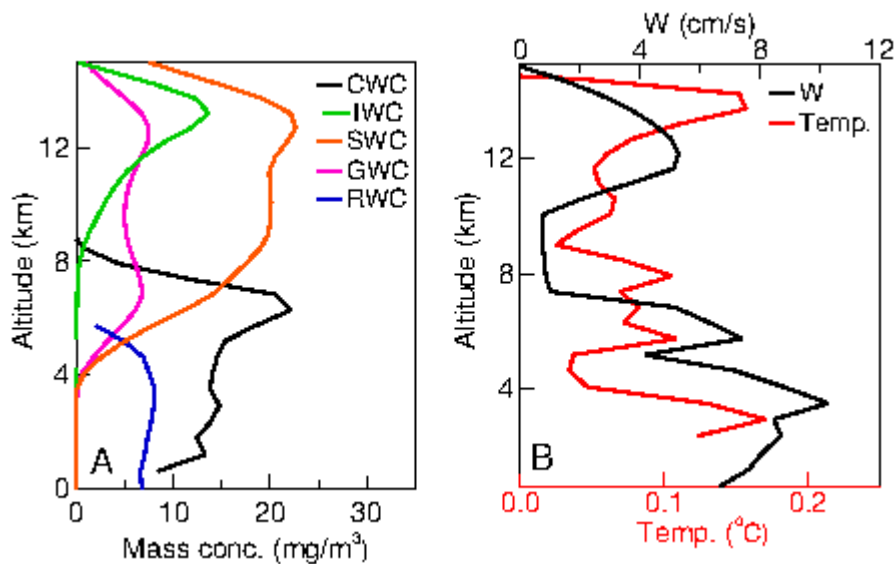 W (cm/s)
0 4 8 12
CWC
IWC
SWC
GWC
RWC
W
Temp.
12
8
4
0
Altitude (km)
12
8
4
Altitude (km)
A
B
0 10 20 30
Mass conc. (mg/m³)
0.0 0.1 0.2
Temp. (°C)